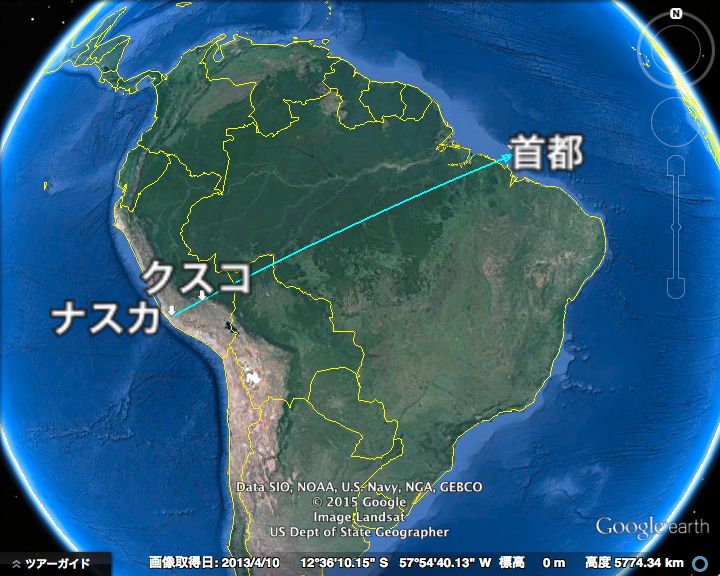 N
首都
クスコ
ナスカ
Data SIO, NOAA, U.S. Navy, NGA, GEBCO
© 2015 Google
Image Landsat
US Dept of State Geographer
Google earth
ツアーガイド
画像取得日: 2013/4/10 12°36'10.15" S 57°54'40.13" W 標高 0 m 高度 5774.34 km